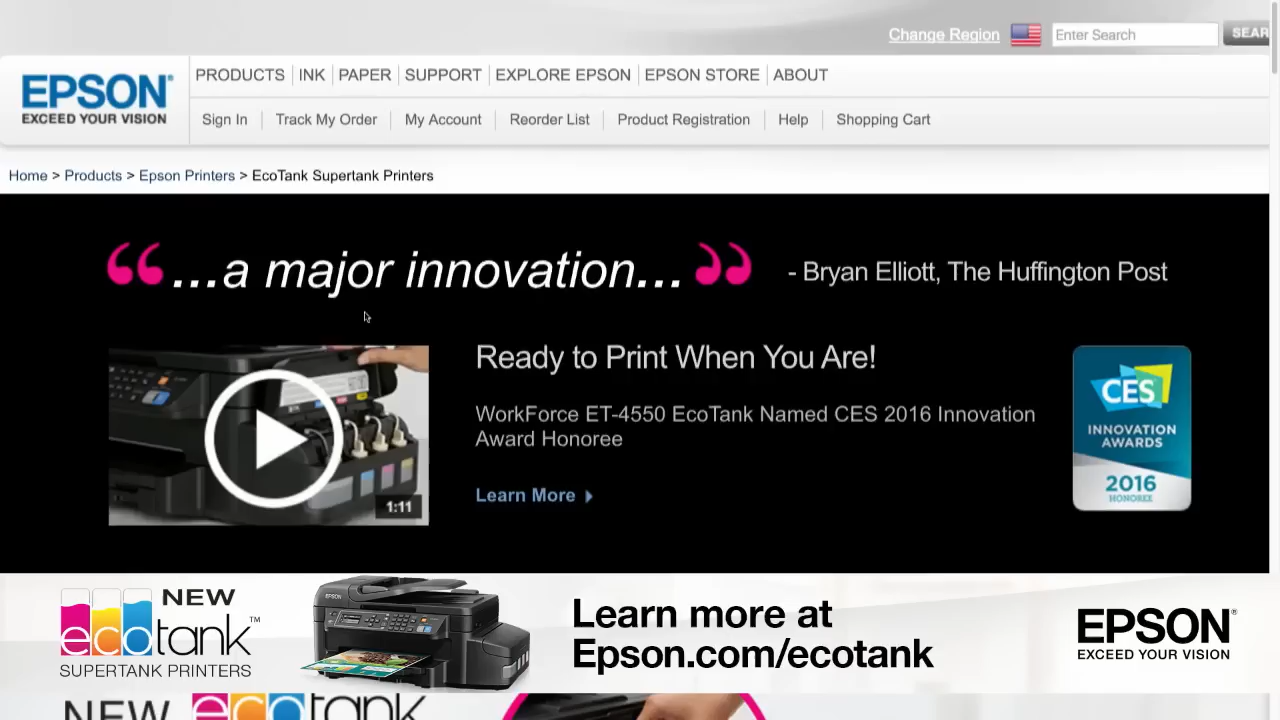 Change Region
Enter Search
SEAR
EPSON®
EXCEED YOUR VISION
PRODUCTS
INK
PAPER
SUPPORT
EXPLORE EPSON
EPSON STORE
ABOUT
Sign In
Track My Order
My Account
Reorder List
Product Registration
Help
Shopping Cart
Home > Products > Epson Printers > EcoTank Supertank Printers
“ ...a major innovation... ”
- Bryan Elliott, The Huffington Post
Ready to Print When You Are!
WorkForce ET-4550 EcoTank Named CES 2016 Innovation
Award Honoree
Learn More
1:11
CES
INNOVATION
AWARDS
2016
HONOREE
NEW
ecotank™
SUPERTANK PRINTERS
EPSON
Learn more at
Epson.com/ecotank
EPSON®
EXCEED YOUR VISION
NEW ecotank